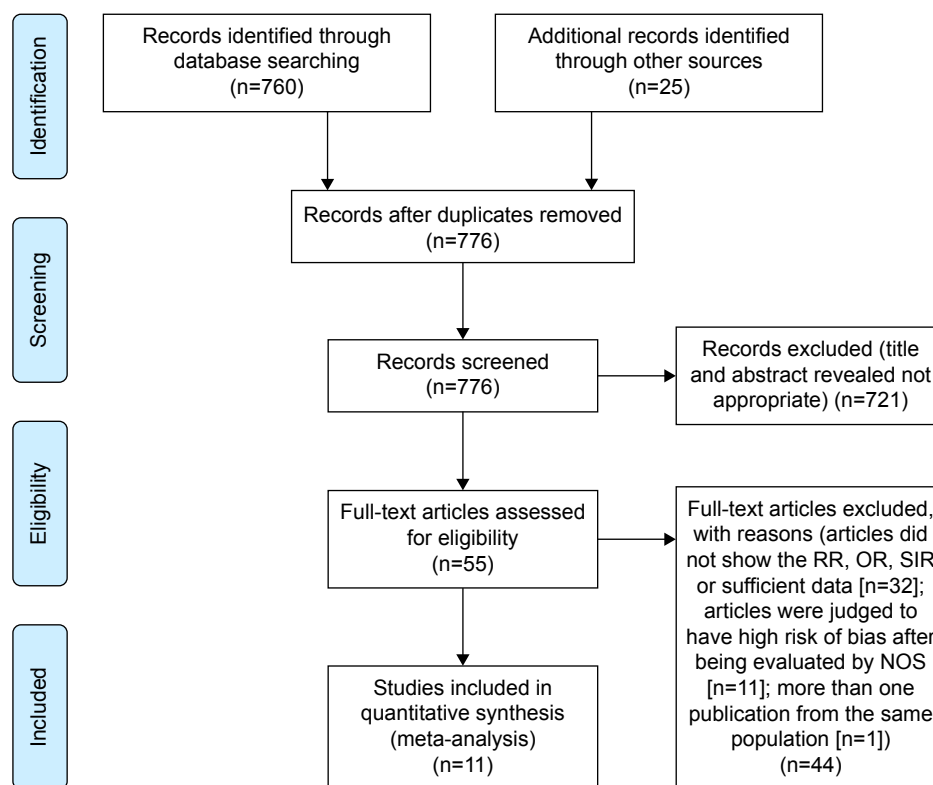 Identification
Records identified through
database searching
(n=760)
Additional records identified
through other sources
(n=25)
Records after duplicates removed
(n=776)
Screening
Records screened
(n=776)
Records excluded (title
and abstract revealed not
appropriate) (n=721)
Eligibility
Full-text articles assessed
for eligibility
(n=55)
Full-text articles excluded,
with reasons (articles did
not show the RR, OR, SIR
or sufficient data [n=32];
articles were judged to
have high risk of bias after
being evaluated by NOS
[n=11]; more than one
publication from the same
population [n=1])
(n=44)
Included
Studies included in
quantitative synthesis
(meta-analysis)
(n=11)